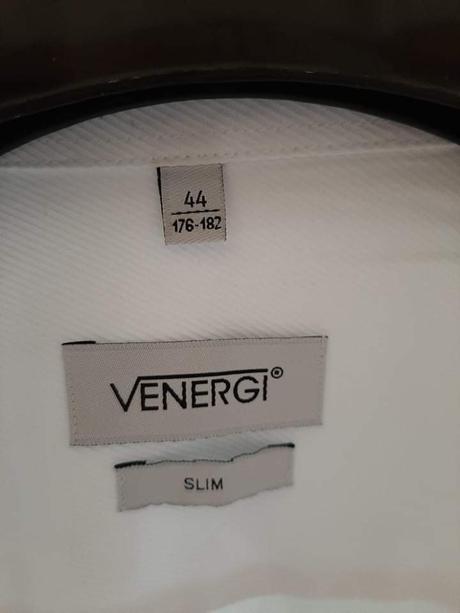 44
176-182
VENERGI®
SLIM